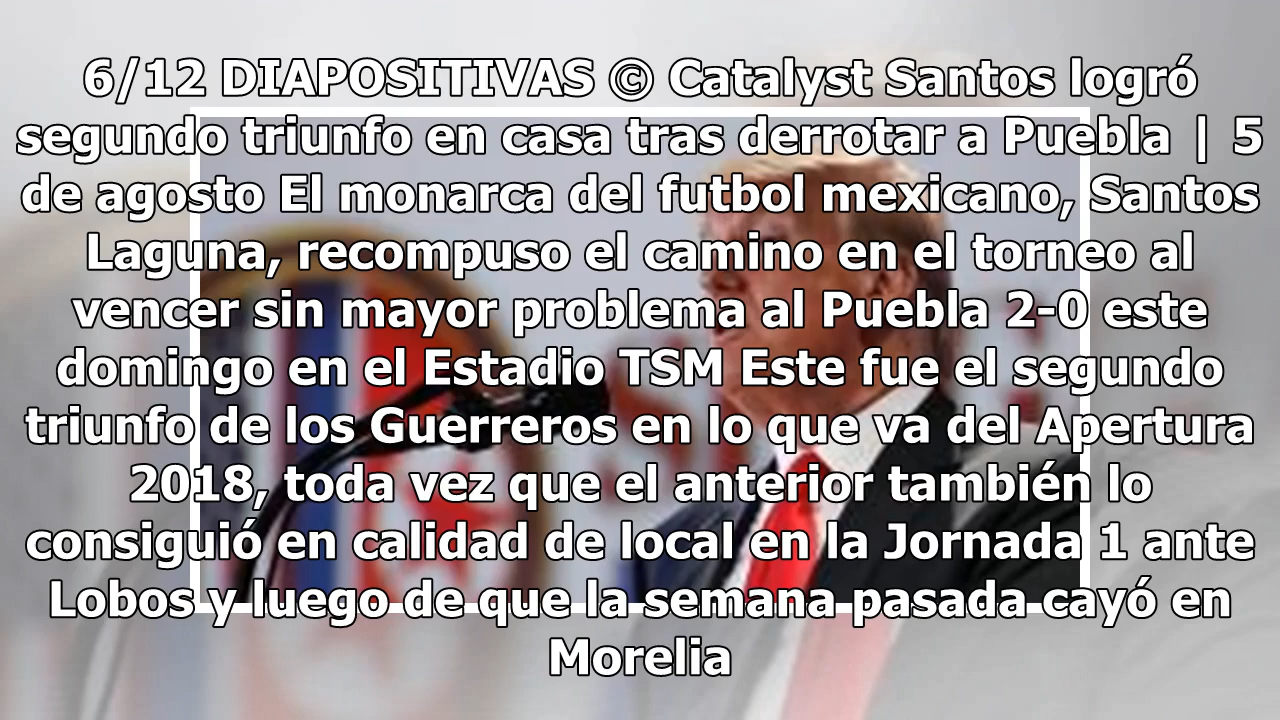 6/12 DIAPOSITIVAS © Catalyst Santos logró
segundo triunfo en casa tras derrotar a Puebla | 5
de agosto El monarca del futbol mexicano, Santos
Laguna, recompuso el camino en el torneo al
vencer sin mayor problema al Puebla 2-0 este
domingo en el Estadio TSM Este fue el segundo
triunfo de los Guerreros en lo que va del Apertura
2018, toda vez que el anterior también lo
consiguió en calidad de local en la Jornada 1 ante
Lobos y luego de que la semana pasada cayó en
Morelia